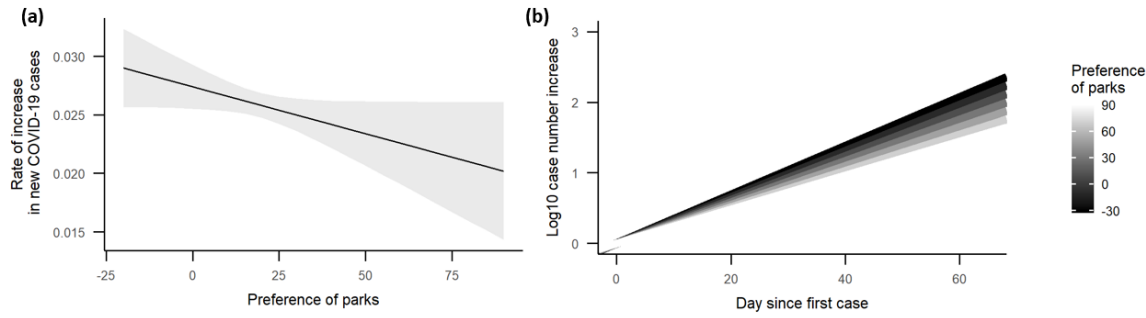 (a)
Rate of increase
in new COVID-19 cases
0.030
0.025
0.020
0.015
-25
0
25
50
75
Preference of parks
(b)
Log10 case number increase
3
2
1
0
0
20
40
60
Day since first case
Preference
of parks
90
60
30
0
-30